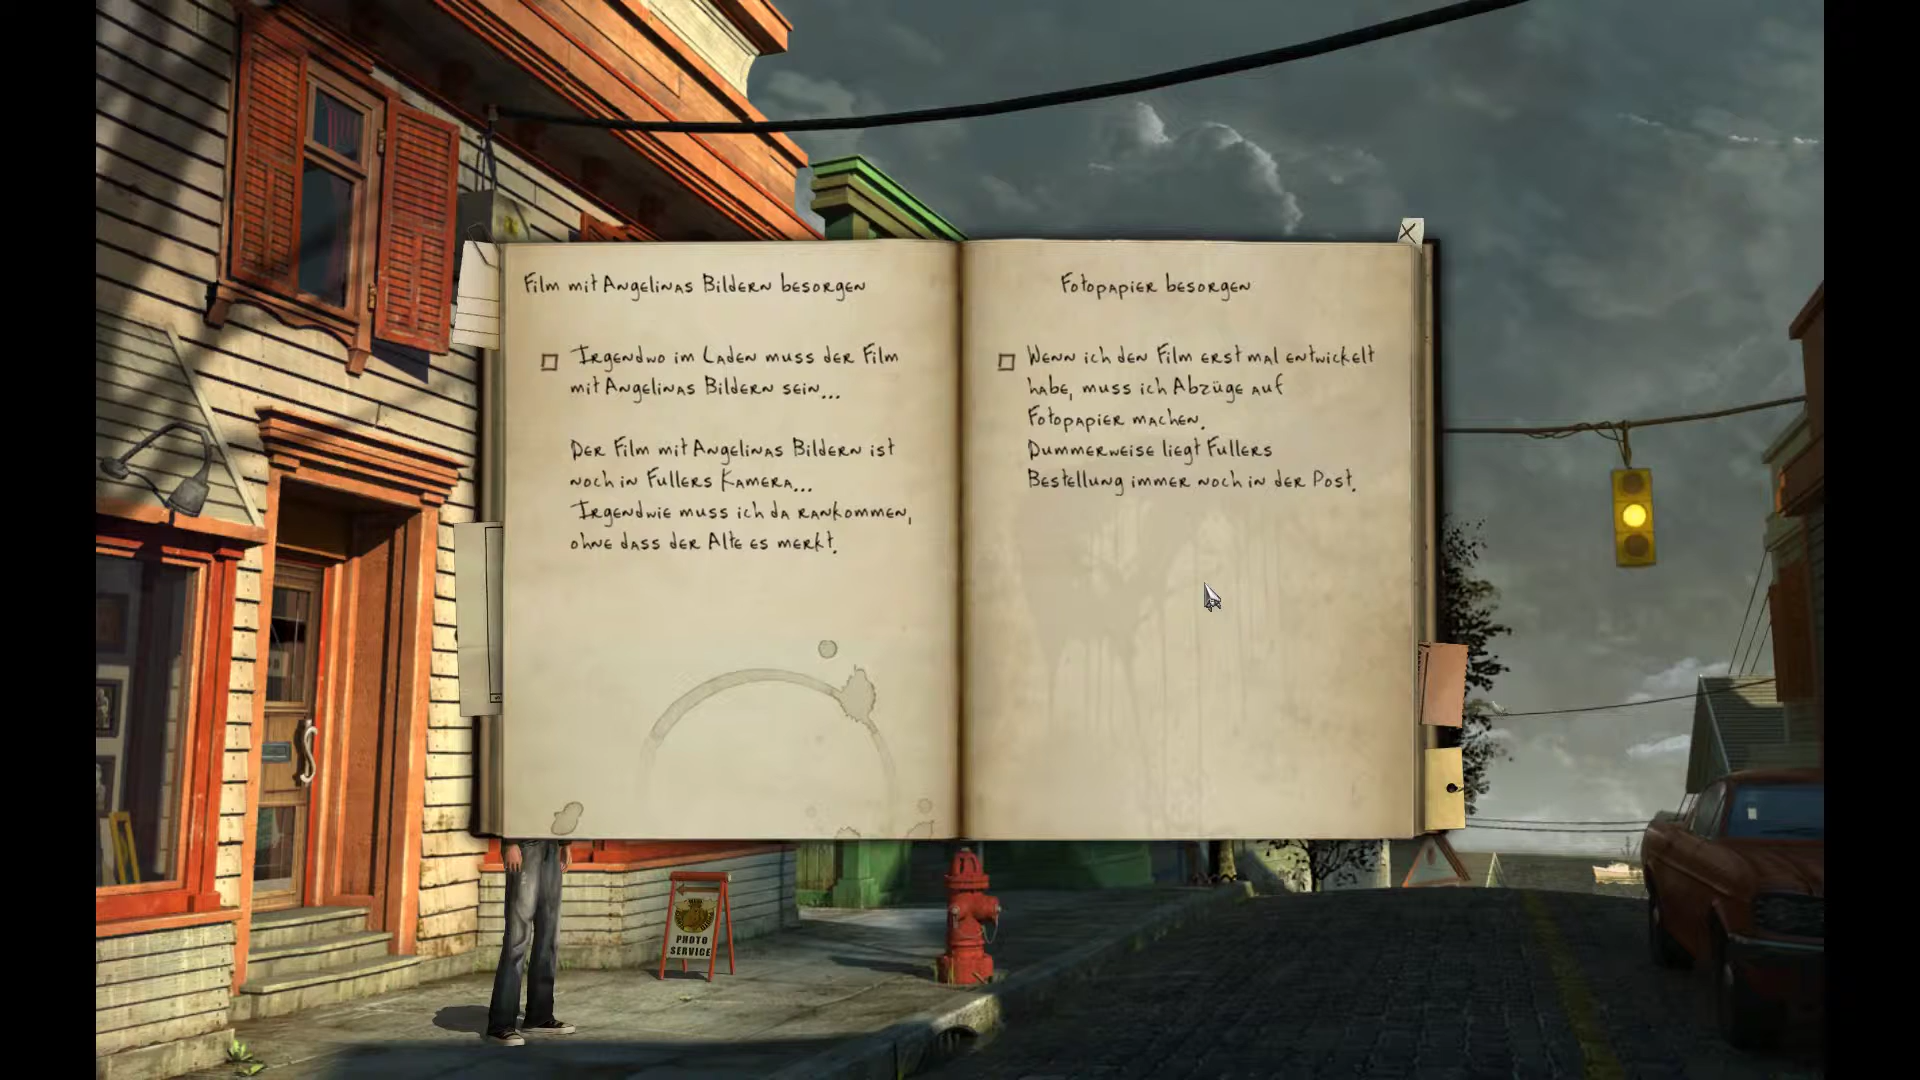 Film mit Angelinas Bildern besorgen
Irgendwo im Laden muss der Film
mit Angelinas Bildern sein...
Der Film mit Angelinas Bildern ist
noch in Fullers Kamera...
Irgendwie muss ich da rankommen,
ohne dass der Alte es merkt.
Fotopapier besorgen
Wenn ich den Film erst mal entwickelt
habe, muss ich Abzüge auf
Fotopapier machen.
Dummerweise liegt Fullers
Bestellung immer noch in der Post.
PHOTO
SERVICE